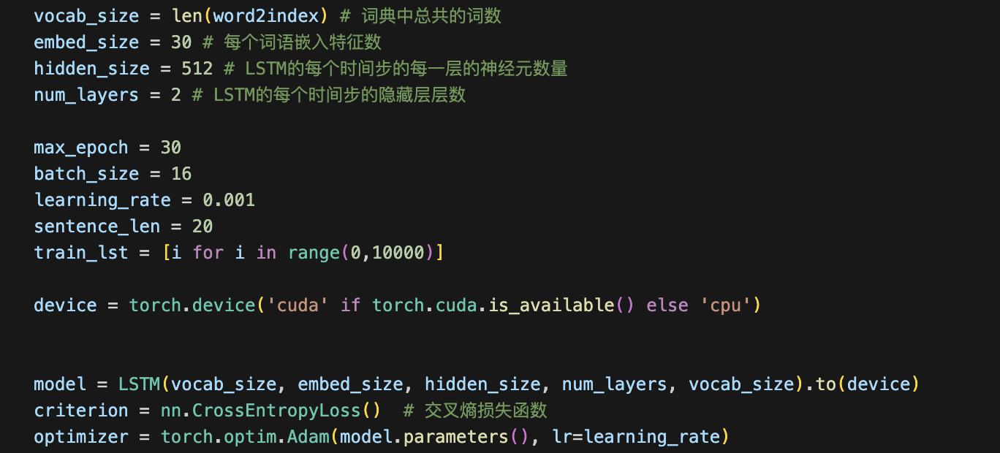 vocab_size = len(word2index) # 词典中总共的词数
embed_size = 30 # 每个词语嵌入特征数
hidden_size = 512 # LSTM的每个时间步的每一层的神经元数量
num_layers = 2 # LSTM的每个时间步的隐藏层层数
max_epoch = 30
batch_size = 16
learning_rate = 0.001
sentence_len = 20
train_lst = [i for i in range(0,10000)]
device = torch.device('cuda' if torch.cuda.is_available() else 'cpu')
model = LSTM(vocab_size, embed_size, hidden_size, num_layers, vocab_size).to(device)
criterion = nn.CrossEntropyLoss()  # 交叉熵损失函数
optimizer = torch.optim.Adam(model.parameters(), lr=learning_rate)